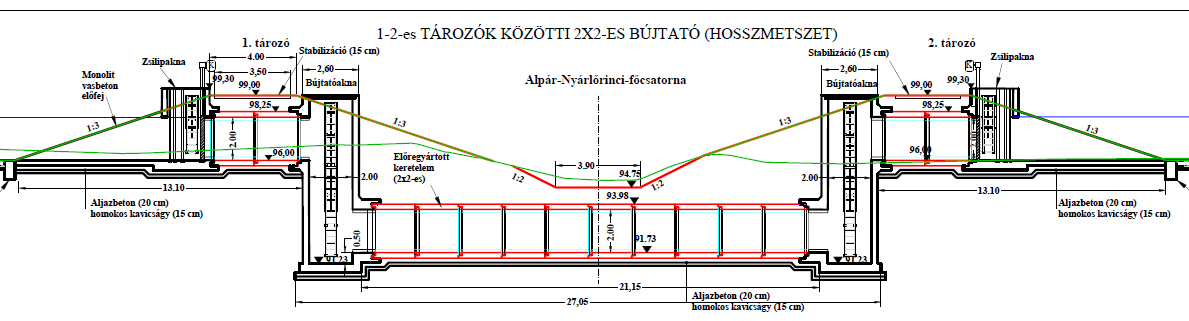 1-2-es TÁROZÓK KÖZÖTTI 2X2-ES BÚJTATÓ (HOSSZMETSZET)
1. tározó
2. tározó
Stabilizáció (15 cm)
Stabilizáció (15 cm)
4.00
Zsilipakna
Zsilipakna
2,60
2,60
Monolit
vasbeton
előfej
99,30
3,50
99,00
Bújtatóakna
Alpár-Nyárlőrinci-főcsatorna
Bújtatóakna
99,00
99,30
98,25
98,25
1:3
1:3
1:3
1:3
2.00
2.00
96,00
96,00
Előregyártott
keretelem
(2x2-es)
3.90
94.75
1:2
1:2
2.00
2.00
13.10
13.10
93.98
Aljazbeton (20 cm)
homokos kavicságy (15 cm)
Aljazbeton (20 cm)
homokos kavicságy (15 cm)
2.00
0.50
91.73
91,23
91,23
21,15
Aljazbeton (20 cm)
homokos kavicságy (15 cm)
27,05